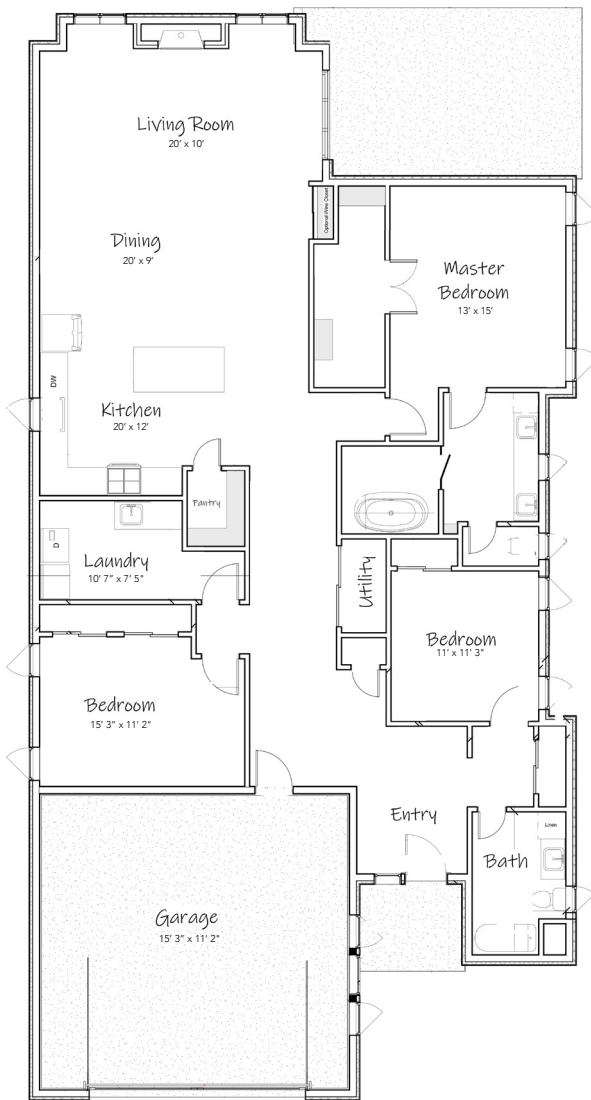 Living Room
20' x 10'
Optional Wine Closet
Dining
20' x 9'
Master
Bedroom
13' x 15'
DW
Kitchen
20' x 12'
Pantry
D
Laundry
10' 7" x 7' 5"
Utility
Bedroom
11' x 11' 3"
Bedroom
15' 3" x 11' 2"
Entry
Linen
Bath
Garage
15' 3" x 11' 2"